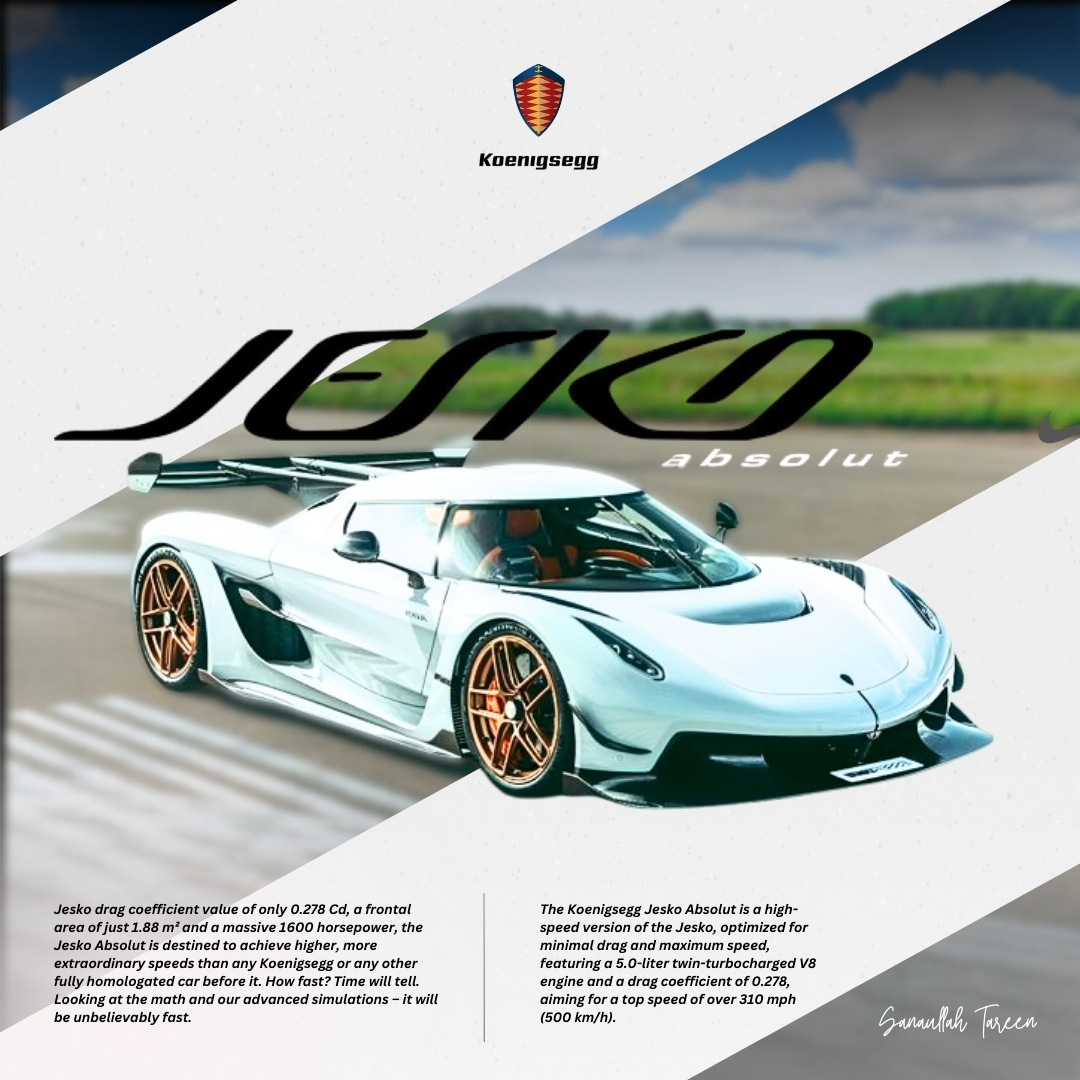 Koenigsegg
JESKO
absolut
Jesko drag coefficient value of only 0.278 Cd, a frontal
area of just 1.88 m² and a massive 1600 horsepower, the
Jesko Absolut is destined to achieve higher, more
extraordinary speeds than any Koenigsegg or any other
fully homologated car before it. How fast? Time will tell.
Looking at the math and our advanced simulations – it will
be unbelievably fast.
The Koenigsegg Jesko Absolut is a high-
speed version of the Jesko, optimized for
minimal drag and maximum speed,
featuring a 5.0-liter twin-turbocharged V8
engine and a drag coefficient of 0.278,
aiming for a top speed of over 310 mph
(500 km/h).
Sanaullah Tareen